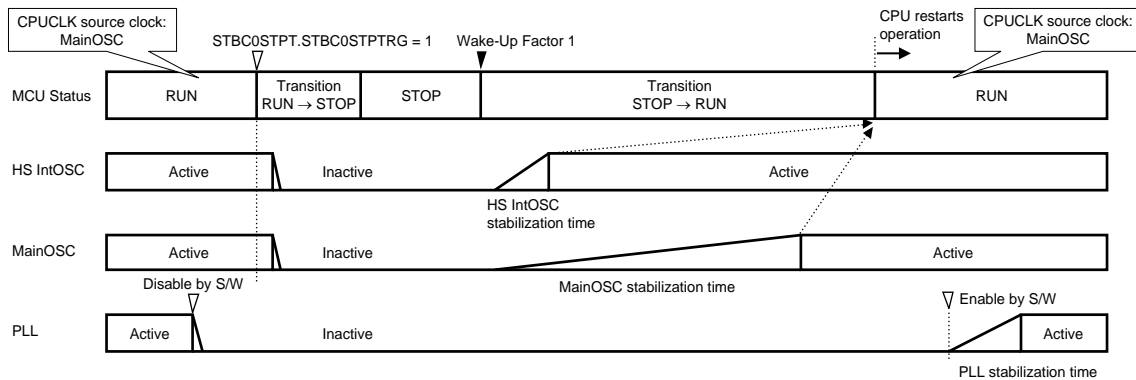 CPUCLK source clock:
MainOSC
STBC0STPT.STBC0STPTRG = 1
Wake-Up Factor 1
CPU restarts
operation
CPUCLK source clock:
MainOSC
MCU Status
RUN
Transition
RUN → STOP
STOP
Transition
STOP → RUN
RUN
HS IntOSC
Active
Inactive
Active
HS IntOSC
stabilization time
MainOSC
Active
Inactive
Active
Disable by S/W
MainOSC stabilization time
Enable by S/W
PLL
Active
Inactive
Active
PLL stabilization time